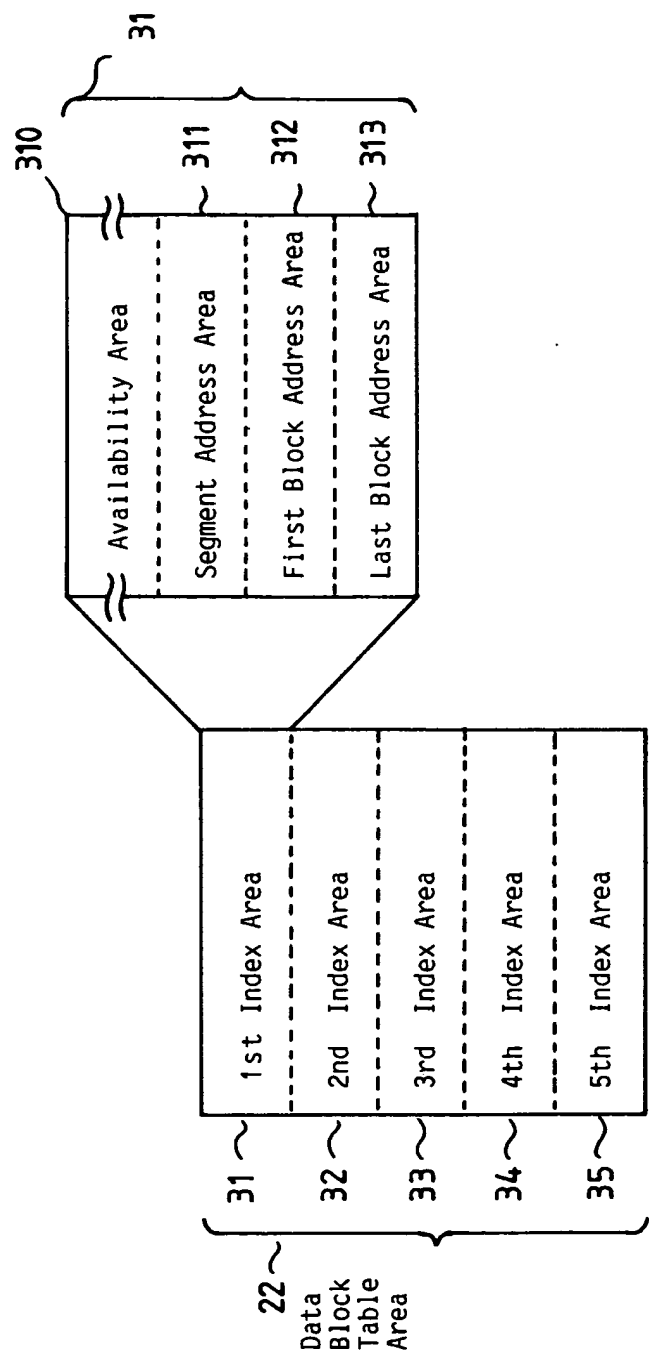 22
Data
Block
Table
Area
31
1st Index Area
32
2nd Index Area
33
3rd Index Area
34
4th Index Area
35
5th Index Area
310
Availability Area
31
Segment Address Area
311
First Block Address Area
312
Last Block Address Area
313